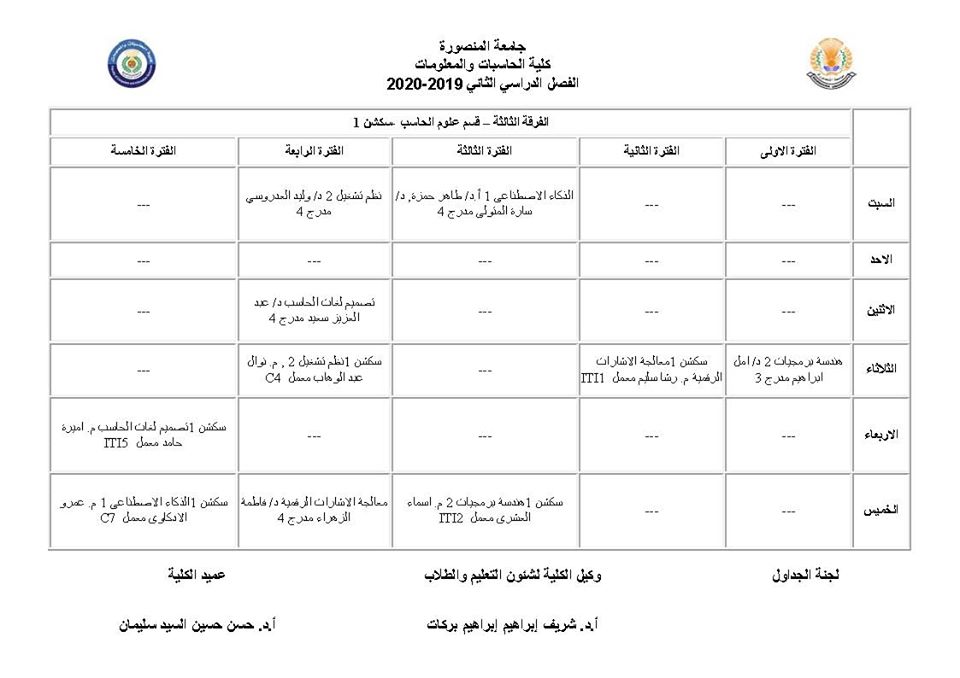 جامعة المنصورة
كلية الحاسبات والمعلومات
الفصل الدراسي الثاني 2019-2020
الفرقة الثالثة – قسم علوم الحاسب -سكشن 1
الفترة الاولى
الفترة الثانية
الفترة الثالثة
الفترة الرابعة
الفترة الخامسة
السبت
---
---
الذكاء الاصطناعى 1 أ.د/ طاهر حمزة, د/
سارة المتولى مدرج 4
نظم تشغيل 2 د/ وليد العدروسي
مدرج 4
---
الاحد
---
---
---
---
---
الاثنين
---
---
---
تصميم لغات الحاسب د/ عبد
العزيز سعيد مدرج 4
---
الثلاثاء
هندسة برمجيات 2 د/ امل
ابراهيم مدرج 3
سكشن 1معالجة الاشارات
الرقمية م. رشا سليم معمل ITI1
---
سكشن 1نظم تشغيل 2 , م. نوال
عبد الوهاب معمل C4
---
الاربعاء
---
---
---
---
سكشن 1تصميم لغات الحاسب م. اميرة
حامد معمل ITI5
الخميس
---
---
سكشن 1هندسة برمجيات 2 م. اسماء
العشرى معمل ITI2
معالجة الاشارات الرقمية د/ فاطمة
الزهراء مدرج 4
سكشن 1الذكاء الاصطناعى 1 م. عمرو
الادكاوى معمل C7
لجنة الجداول
وكيل الكلية لشئون التعليم والطلاب
عميد الكلية
أ.د. شريف إبراهيم إبراهيم بركات
أ.د. حسن حسين السيد سليمان